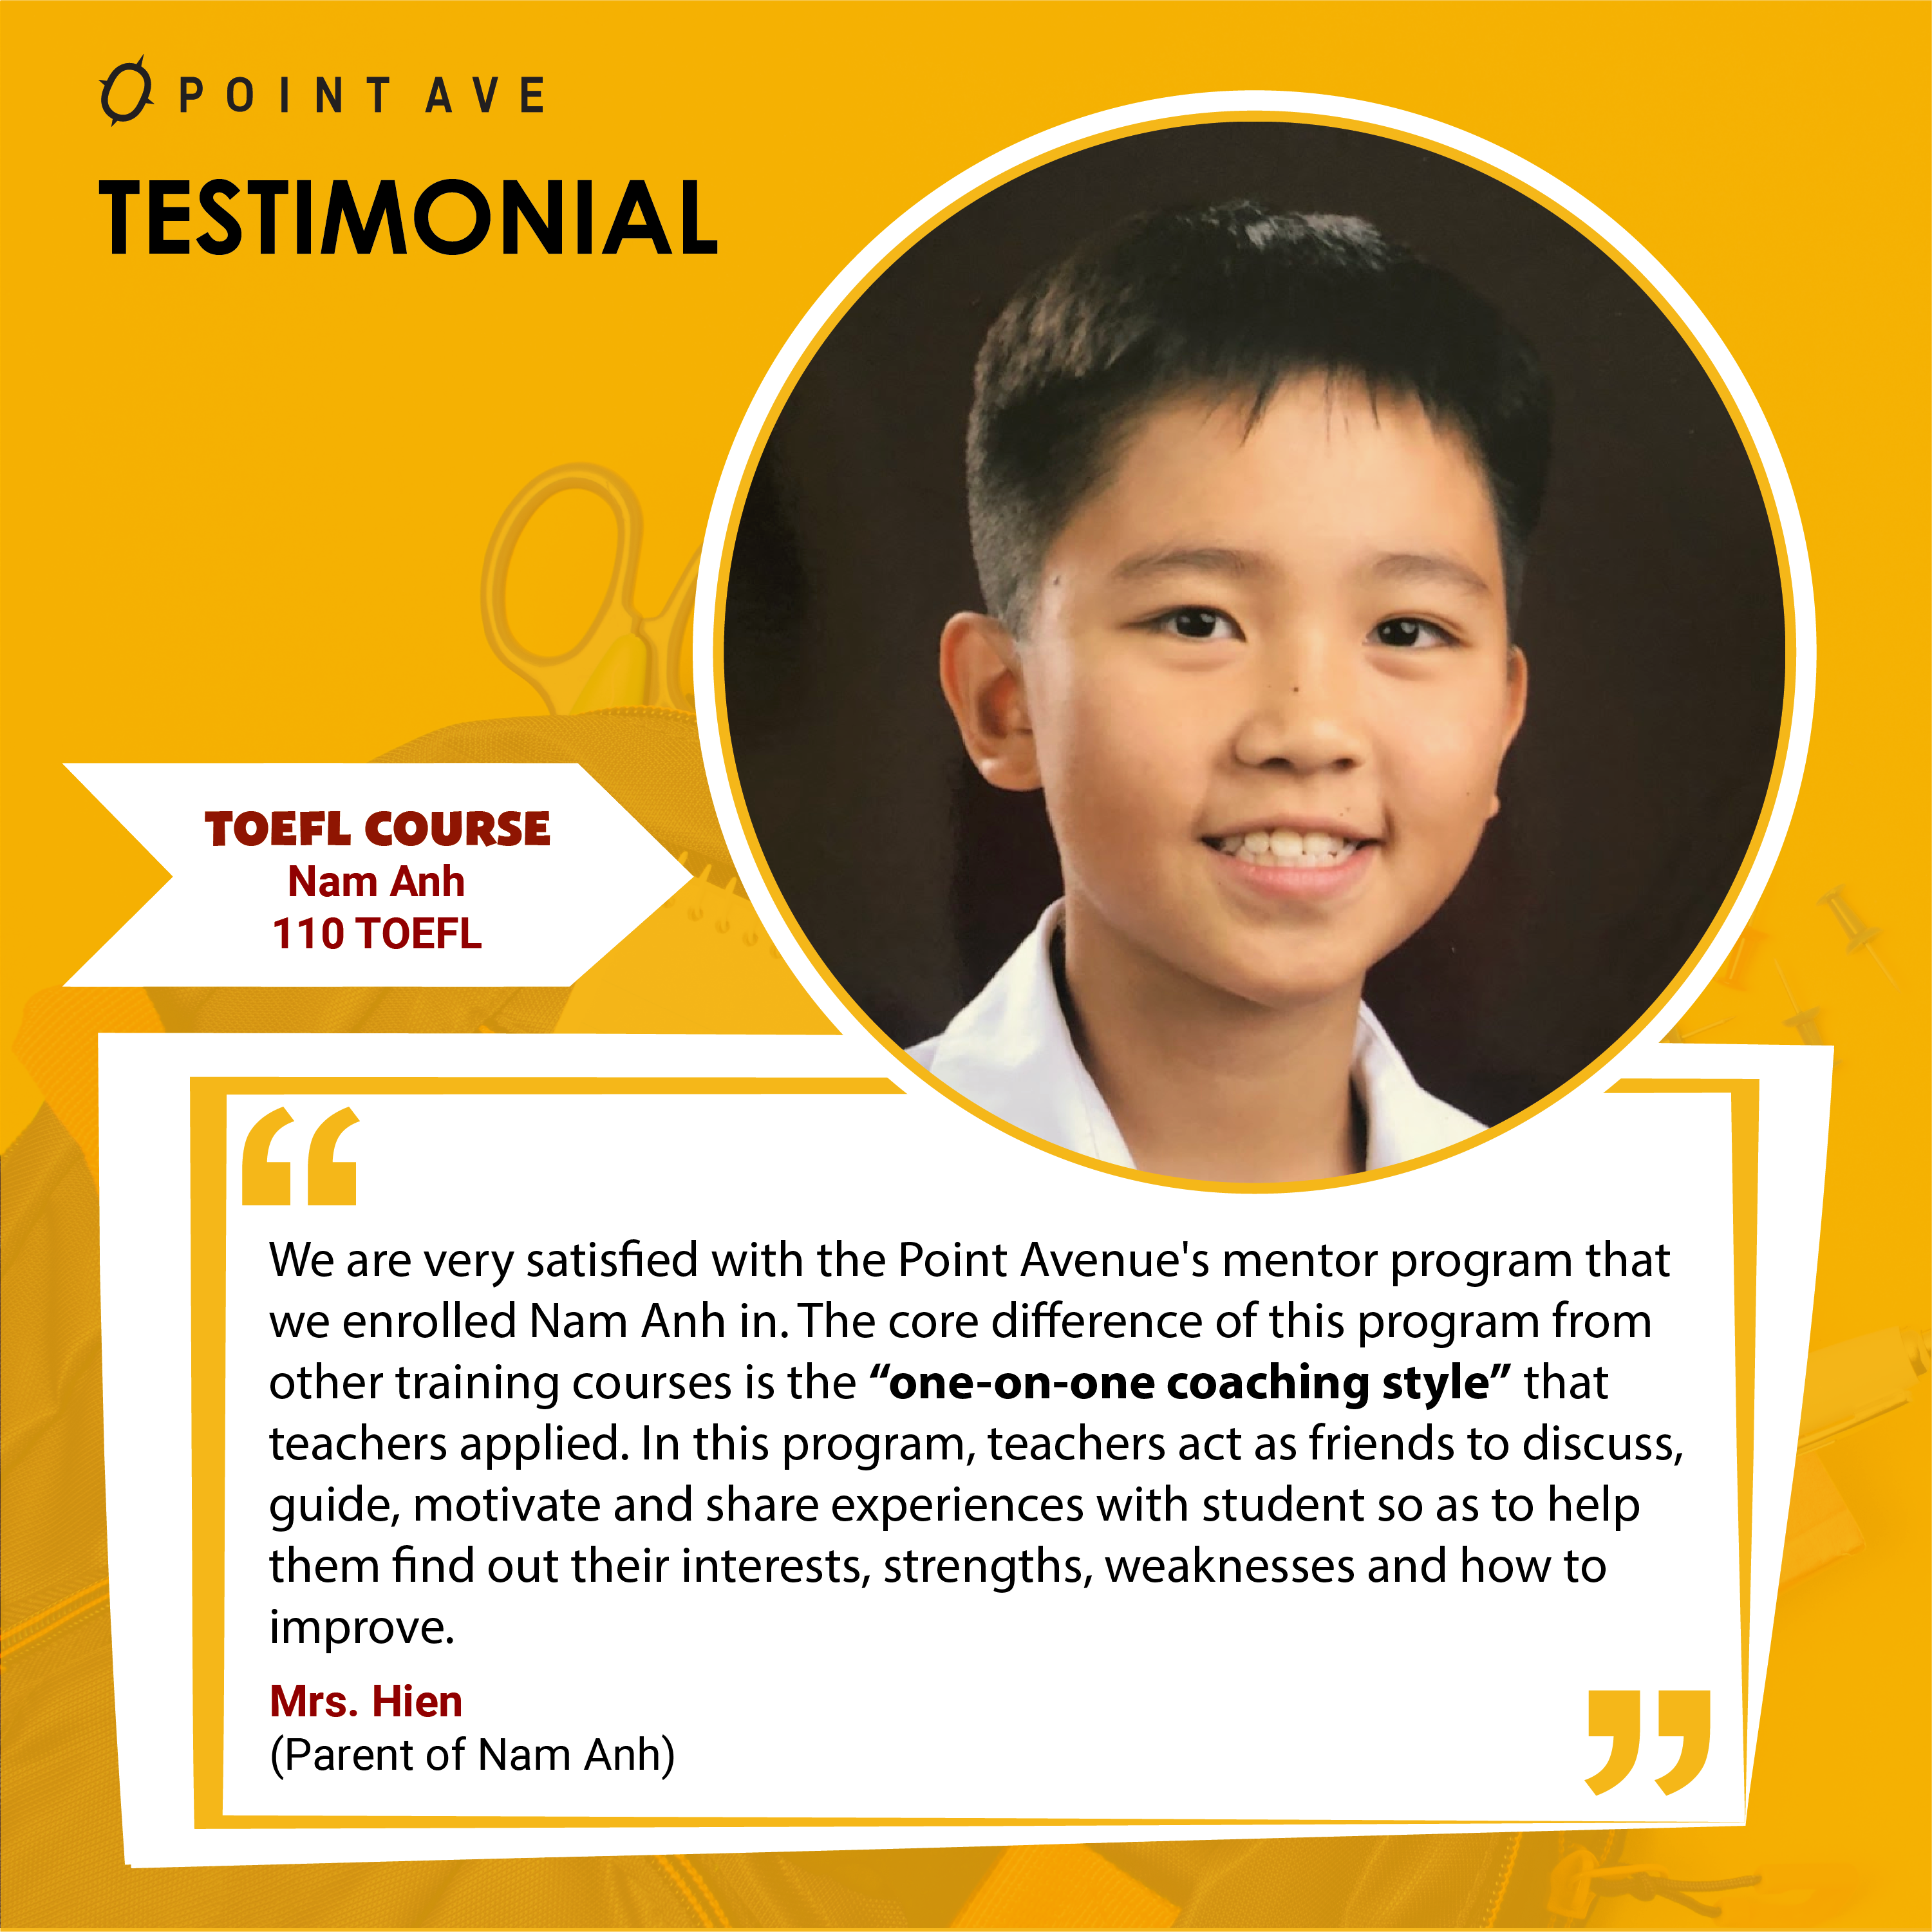 POINT AVE
TESTIMONIAL
TOEFL COURSE
Nam Anh
110 TOEFL
“
We are very satisfied with the Point Avenue's mentor program that
we enrolled Nam Anh in. The core difference of this program from
other training courses is the “one-on-one coaching style” that
teachers applied. In this program, teachers act as friends to discuss,
guide, motivate and share experiences with student so as to help
them find out their interests, strengths, weaknesses and how to
improve.
Mrs. Hien
(Parent of Nam Anh)
”